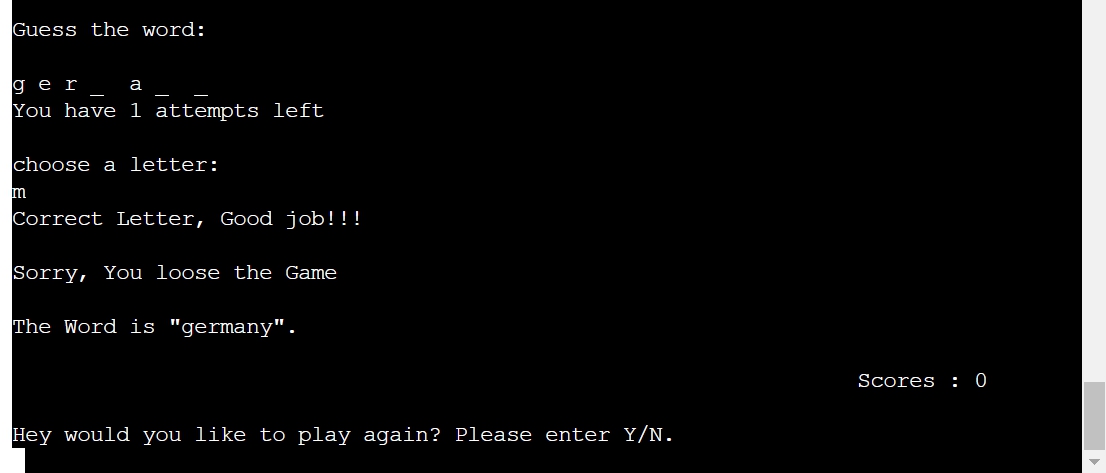 Guess the word:
g e r _ a _ _
You have 1 attempts left
choose a letter:
m
Correct Letter, Good job!!!
Sorry, You loose the Game
The Word is "germany".
Scores : 0
Hey would you like to play again? Please enter Y/N.